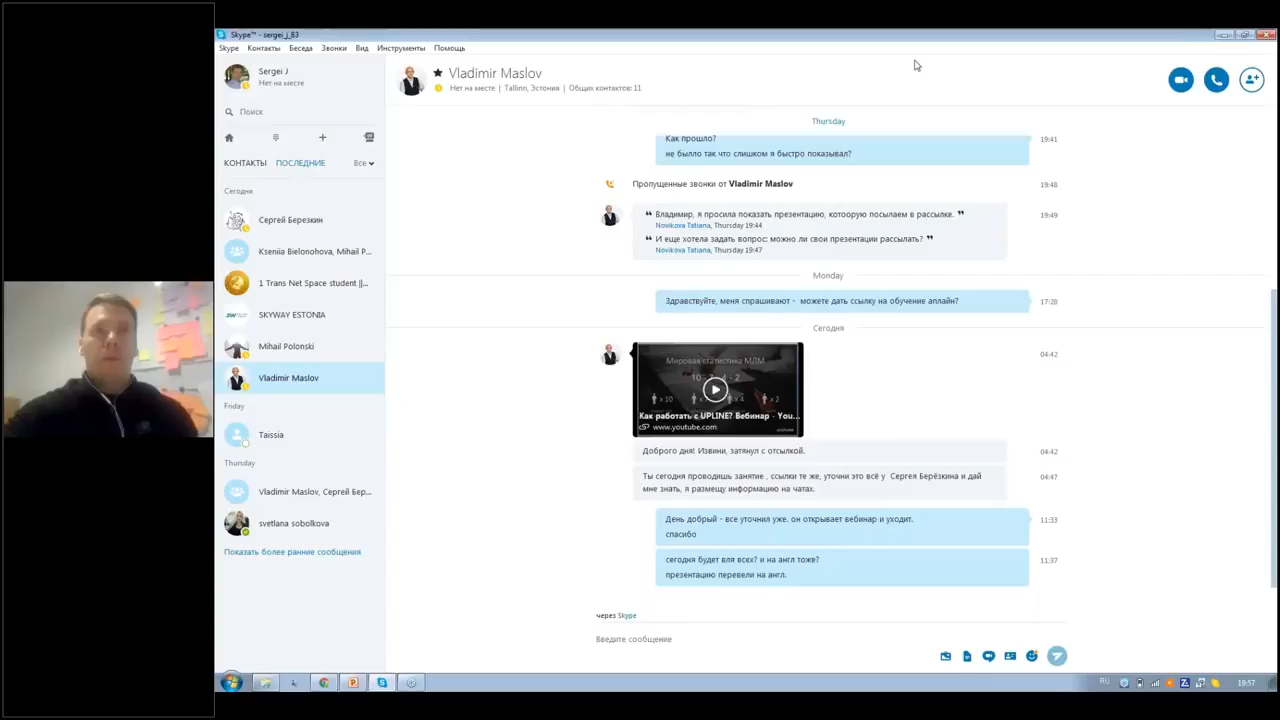 Skype™ - sergei_j_83
Skype Контакты Беседа Звонки Вид Инструменты Помощь
Sergei J
Нет на месте
Поиск
КОНТАКТЫ ПОСЛЕДНИЕ Все
Сегодня
Сергей Березкин
Kseniia Bielonohova, Mihail P...
1 Trans Net Space student ||...
SKYWAY ESTONIA
Mihail Polonski
Vladimir Maslov
Friday
Taissia
Thursday
Vladimir Maslov, Сергей Бер...
svetlana sobolkova
Показать более ранние сообщения
Vladimir Maslov
Нет на месте | Tallinn, Эстония | Общих контактов: 11
Thursday
Как прошло? 19:41
не былло так что слишком я быстро показывал?
Пропущенные звонки от Vladimir Maslov 19:48
❝ Владимир, я просила показать презентацию, котоорую посылаем в рассылке. ❞ 19:49
Novikova Tatiana, Thursday 19:44
❝ И еще хотела задать вопрос: можно ли свои презентации рассылать? ❞
Novikova Tatiana, Thursday 19:47
Monday
Здравствуйте, меня спрашивают - можете дать ссылку на обучение аплайн? 17:28
Сегодня
04:42
Мировая статистика МЛМ
10 - 7 - 4 - 2
x 10 x 4 x 2
Как работать с UPLINE? Вебинар - You...
www.youtube.com
Доброго дня! Извини, затянул с отсылкой. 04:42
Ты сегодня проводишь занятие , ссылки те же, уточни это всё у Сергея Берёзкина и дай 04:47
мне знать, я размещу информацию на чатах.
День добрый - все уточнил уже. он открывает вебинар и уходит. 11:33
спасибо
сегодня будет вля всех? и на англ тоже? 11:37
презентацию перевели на англ.
через Skype
Введите сообщение
RU 19:57